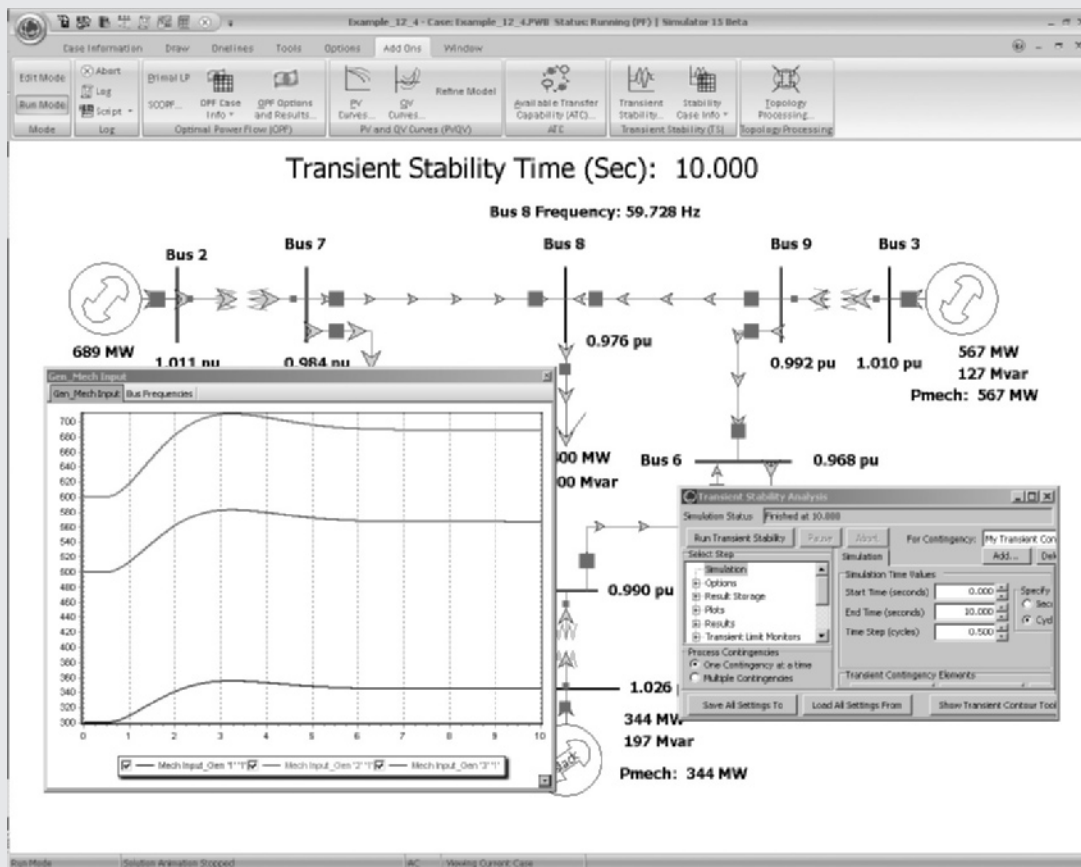 Example_12_4 - Case: Example_12_4.PWB Status: Running (PF) | Simulator 15 Beta
Case Information Draw Onelines Tools Options Add Ons Window
Edit Mode
Run Mode
Mode
Abort
Log
Script
Log
Primal LP
SCOPF...
OPF Case
Info
OPF Options
and Results...
Optimal Power Flow (OPF)
PV
Curves...
QV
Curves...
Refine Model
PV and QV Curves (PVQV)
Available Transfer
Capability (ATC)...
ATC
Transient
Stability...
Stability
Case Info
Transient Stability (TS)
Topology
Processing...
Topology Processing
Transient Stability Time (Sec): 10.000
Bus 8 Frequency: 59.728 Hz
Bus 2
Bus 7
Bus 8
Bus 9
Bus 3
689 MW
1.011 pu
0.984 pu
0.976 pu
0.992 pu
1.010 pu
567 MW
127 Mvar
Pmech: 567 MW
00 MW
00 Mvar
Bus 6
0.968 pu
0.990 pu
1.026
344 MW
197 Mvar
Pmech: 344 MW
Gen_Mech Input
Gen_Mech Input Bus Frequencies
700
680
660
640
620
600
580
560
540
520
500
480
460
440
420
400
380
360
340
320
300
0 1 2 3 4 5 6 7 8 9 10
Mech Input_Gen '1' '1' Mech Input_Gen '2' '1' Mech Input_Gen '3' '1'
Transient Stability Analysis
Simulation Status Finished at 10.000
Run Transient Stability Pause Abort For Contingency: My Transient Con
Add...
Select Step
Simulation
Options
Result Storage
Plots
Results
Transient Limit Monitors
Process Contingencies
One Contingency at a time
Multiple Contingencies
Simulation
Simulation Time Values
Start Time (seconds) 0.000
End Time (seconds) 10.000
Time Step (cycles) 0.500
Specify
Transient Contingency Elements
Save All Settings To Load All Settings From Show Transient Contour Tool
Run Mode Solution Animation Stopped AC Viewing Current Case